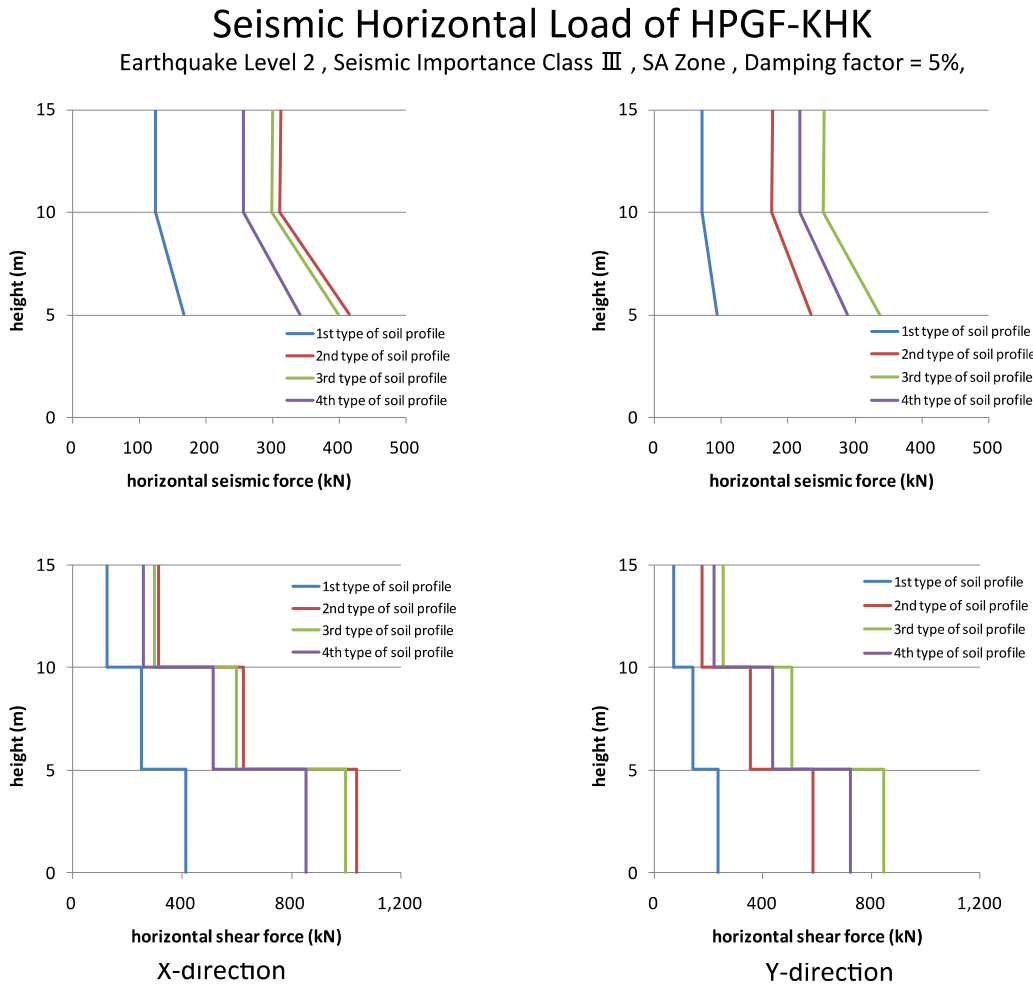 Seismic Horizontal Load of HPGF-KHK
Earthquake Level 2 , Seismic Importance Class Ⅲ , SA Zone , Damping factor = 5%,
15
10
5
0
height (m)
0 100 200 300 400 500
horizontal seismic force (kN)
1st type of soil profile
2nd type of soil profile
3rd type of soil profile
4th type of soil profile
15
10
5
0
height (m)
0 100 200 300 400 500
horizontal seismic force (kN)
1st type of soil profile
2nd type of soil profile
3rd type of soil profile
4th type of soil profile
15
10
5
0
height (m)
0 400 800 1,200
horizontal shear force (kN)
1st type of soil profile
2nd type of soil profile
3rd type of soil profile
4th type of soil profile
X-direction
15
10
5
0
height (m)
0 400 800 1,200
horizontal shear force (kN)
1st type of soil profile
2nd type of soil profile
3rd type of soil profile
4th type of soil profile
Y-direction